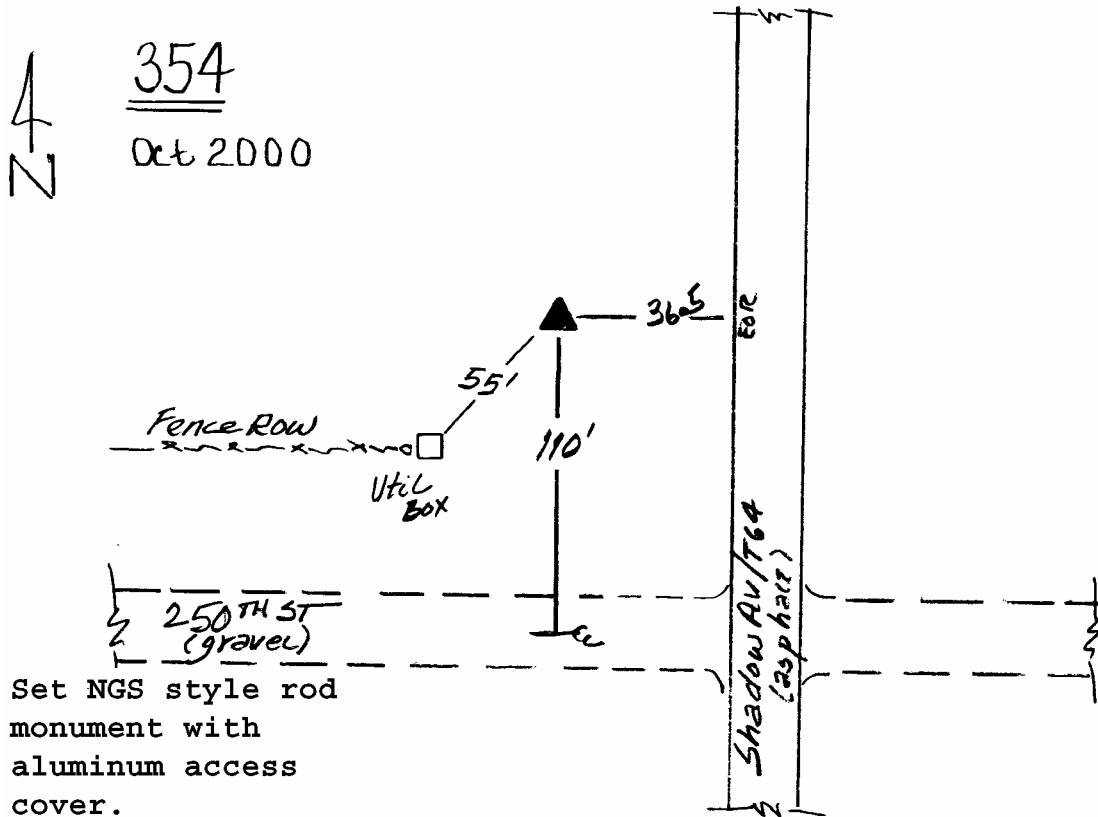 354
Oct 2000
N
36.5
EOR
55'
Fence Row
110'
Util
Box
250TH ST
(gravel)
Shadow AV/T64
(asphalt)
Set NGS style rod
monument with
aluminum access
cover.